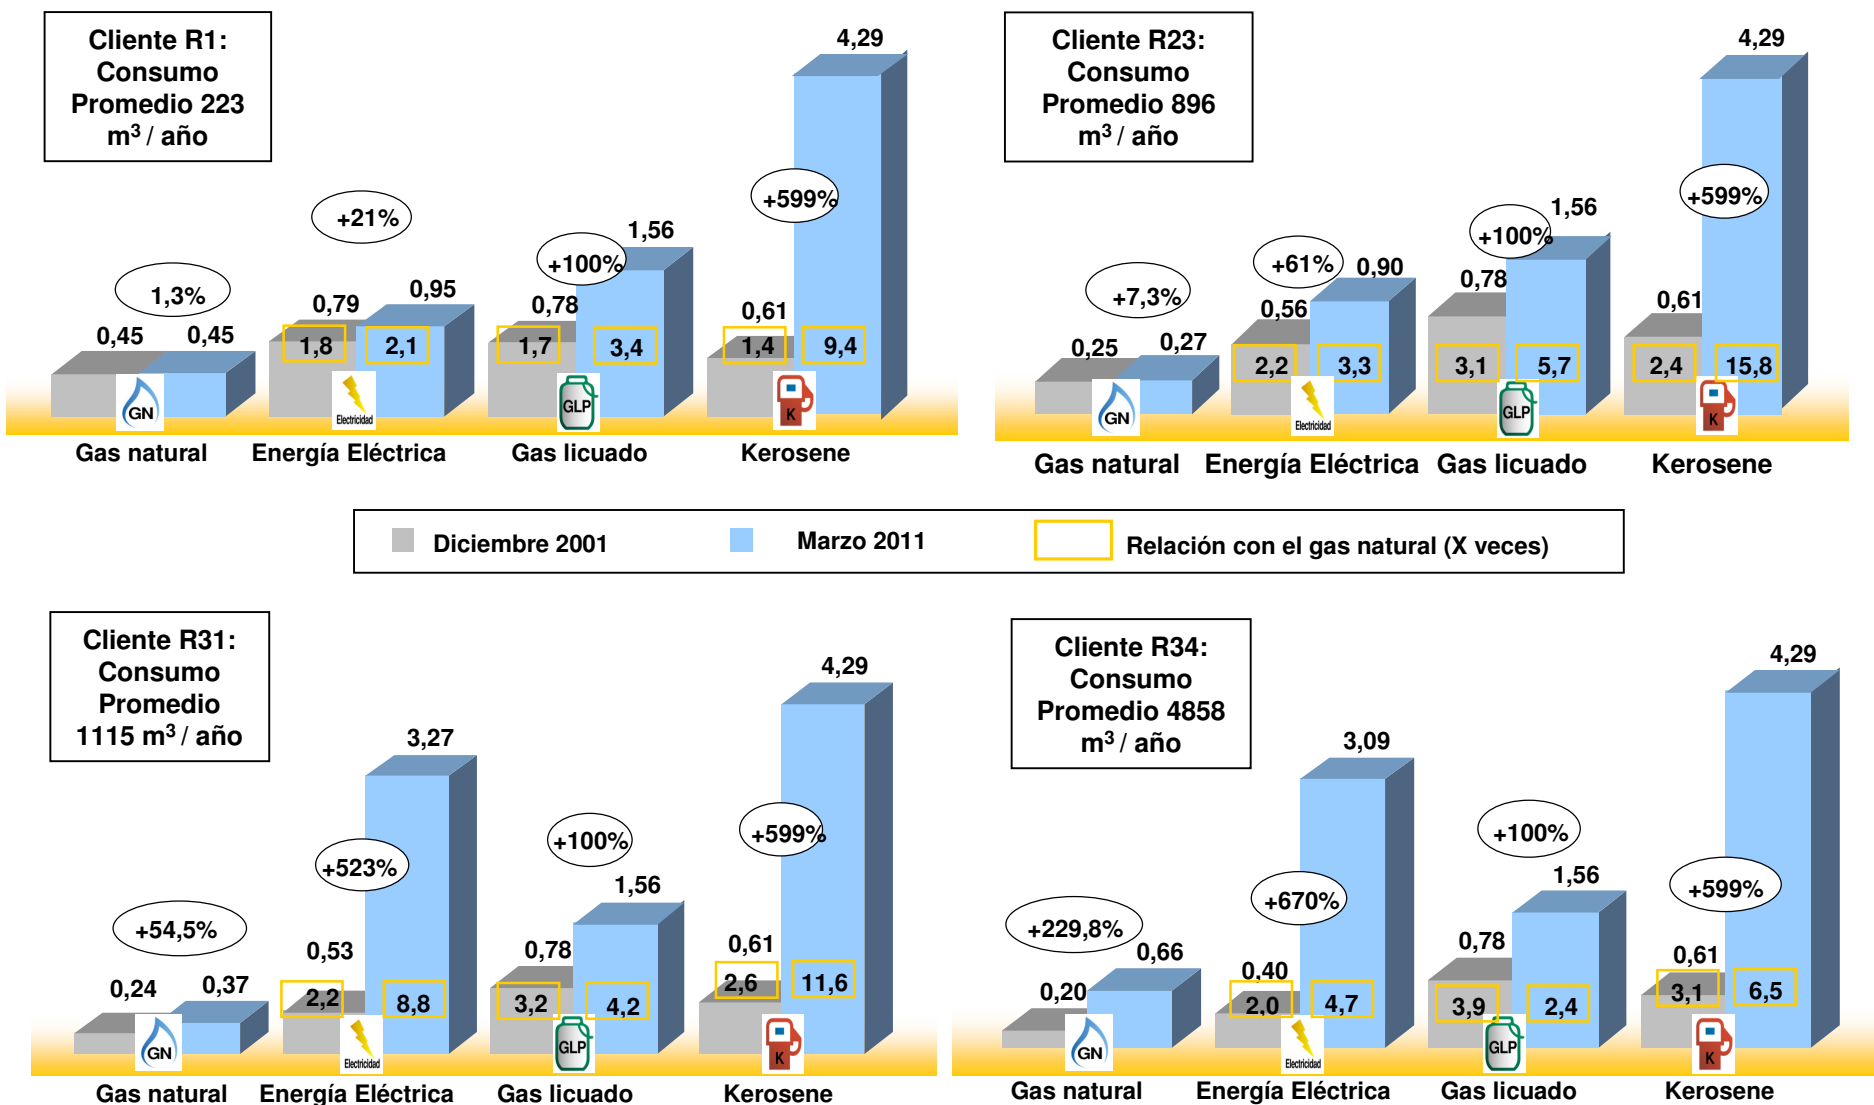 Cliente R1:
Consumo
Promedio 223
m³ / año
4,29
+599%
+21%
1,56
+100%
1,3%
0,79
0,95
0,78
0,61
0,45
0,45
1,8
2,1
1,7
3,4
1,4
9,4
GN
Electricidad
GLP
K
Gas natural
Energía Eléctrica
Gas licuado
Kerosene
Cliente R23:
Consumo
Promedio 896
m³ / año
4,29
+599%
1,56
+100%
+61%
0,90
+7,3%
0,78
0,56
0,61
0,25
0,27
2,2
3,3
3,1
5,7
2,4
15,8
GN
Electricidad
GLP
K
Gas natural
Energía Eléctrica
Gas licuado
Kerosene
Diciembre 2001
Marzo 2011
Relación con el gas natural (X veces)
Cliente R31:
Consumo
Promedio
1115 m³ / año
4,29
3,27
+599%
+100%
+523%
1,56
+54,5%
0,53
0,78
0,61
0,24
0,37
2,2
8,8
3,2
4,2
2,6
11,6
GN
Electricidad
GLP
K
Gas natural
Energía Eléctrica
Gas licuado
Kerosene
Cliente R34:
Consumo
Promedio 4858
m³ / año
4,29
3,09
+100%
1,56
+599%
+670%
+229,8%
0,66
0,78
0,61
0,40
0,20
2,0
4,7
3,9
2,4
3,1
6,5
GN
Electricidad
GLP
K
Gas natural
Energía Eléctrica
Gas licuado
Kerosene